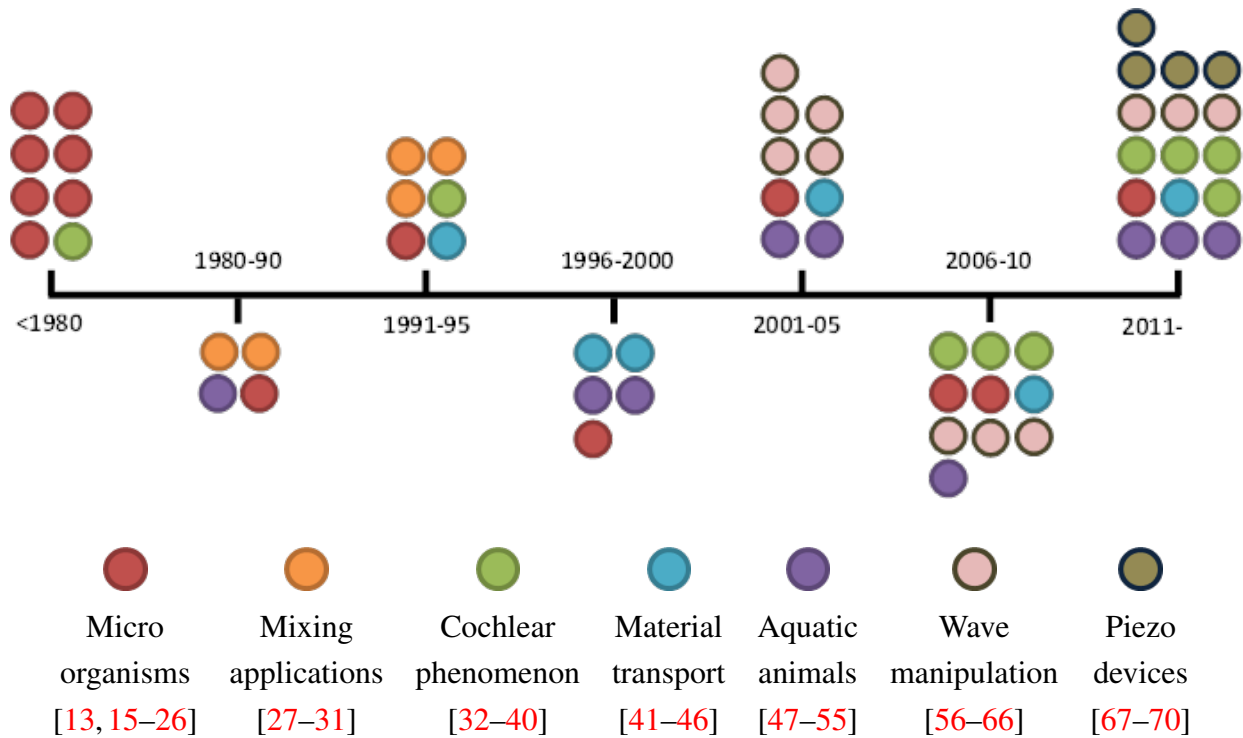 1980-90
1996-2000
2006-10
<1980
1991-95
2001-05
2011-
Micro
organisms
[13, 15–26]
Mixing
applications
[27–31]
Cochlear
phenomenon
[32–40]
Material
transport
[41–46]
Aquatic
animals
[47–55]
Wave
manipulation
[56–66]
Piezo
devices
[67–70]